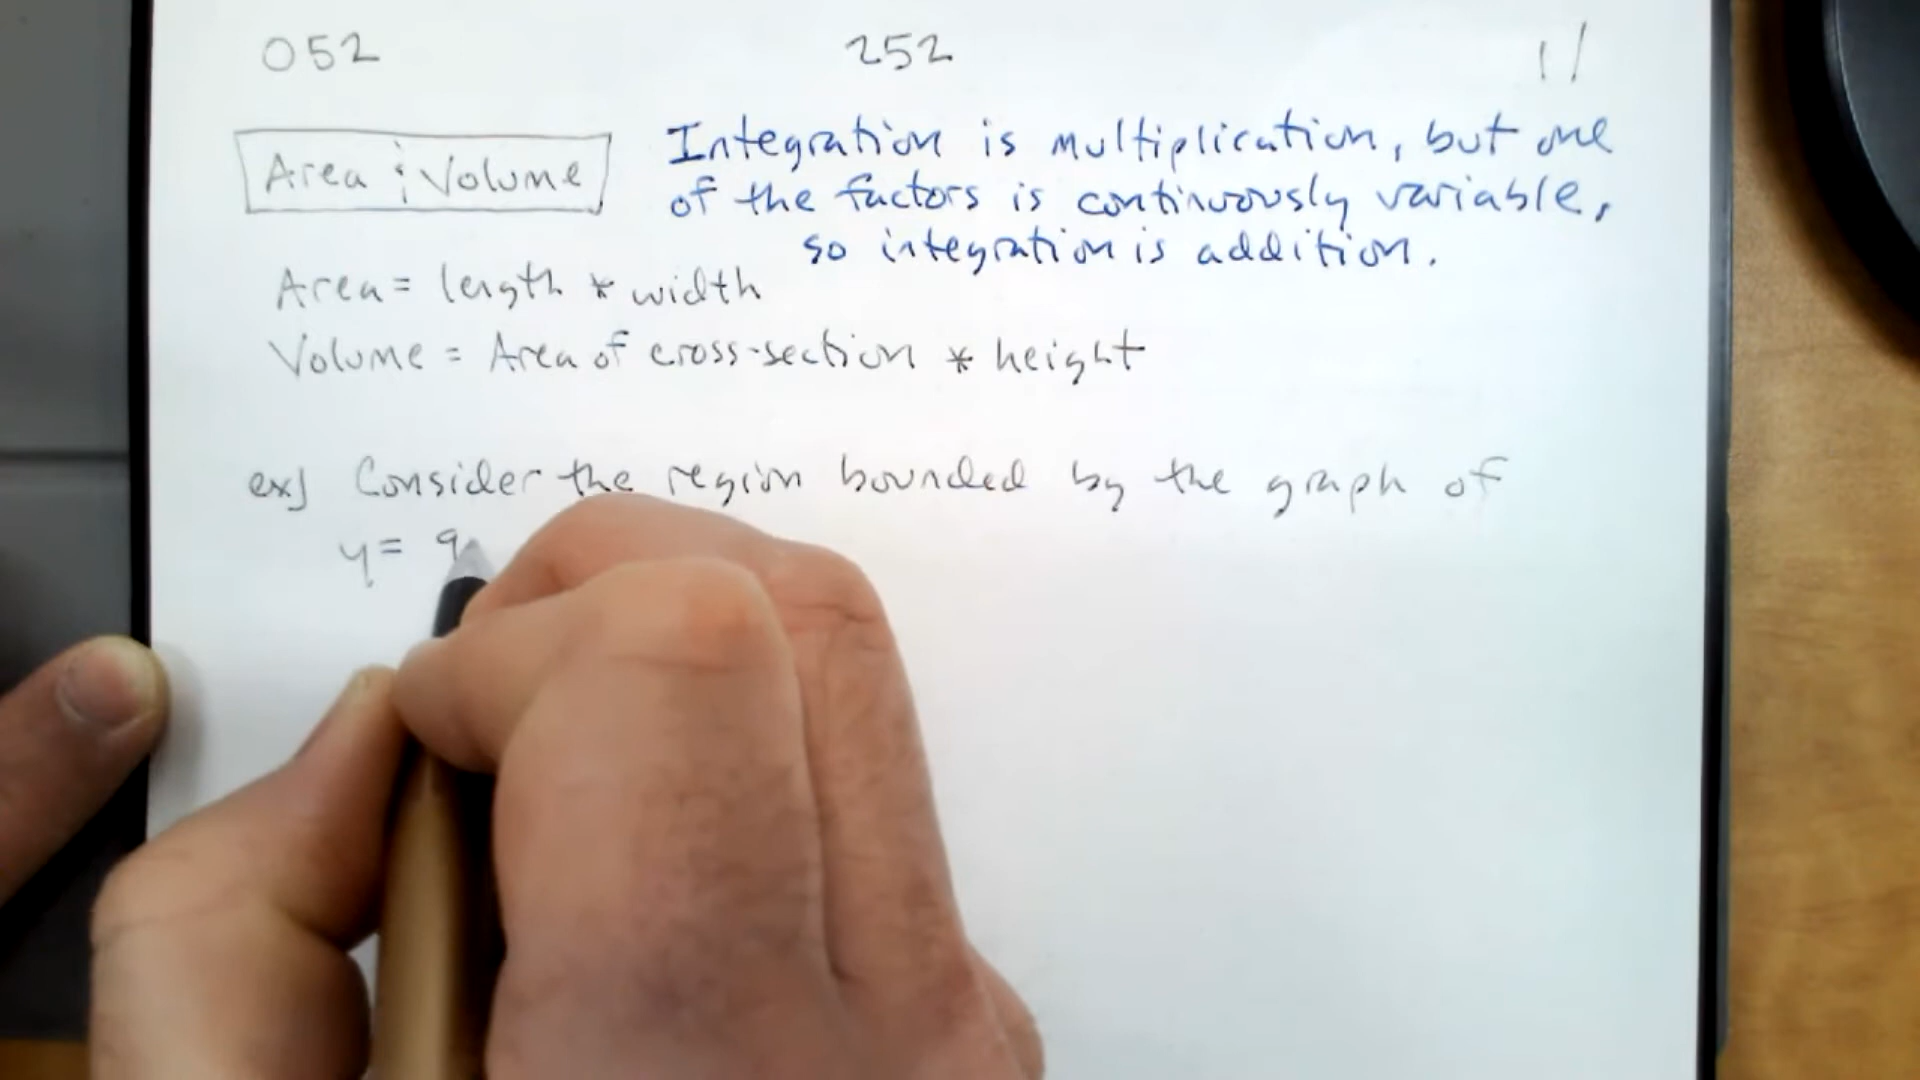 052 252 1/
Area & Volume
Integration is multiplication, but one
of the factors is continuously variable,
so integration is addition.
Area = length * width
Volume = Area of cross-section * height
ex] Consider the region bounded by the graph of
y = 9